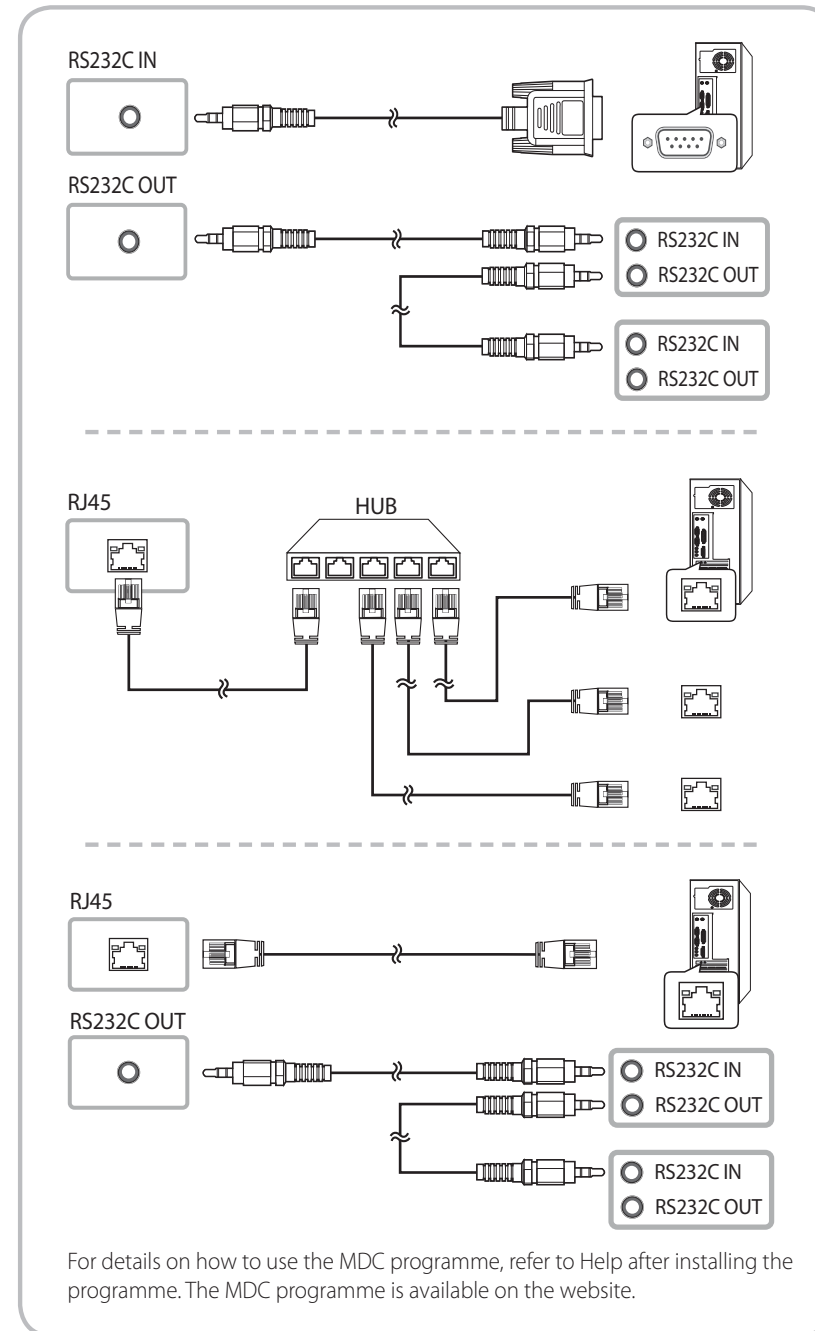 RS232C IN
RS232C OUT
RS232C IN
RS232C OUT
RS232C IN
RS232C OUT
RJ45
HUB
RJ45
RS232C OUT
RS232C IN
RS232C OUT
RS232C IN
RS232C OUT
For details on how to use the MDC programme, refer to Help after installing the
programme. The MDC programme is available on the website.